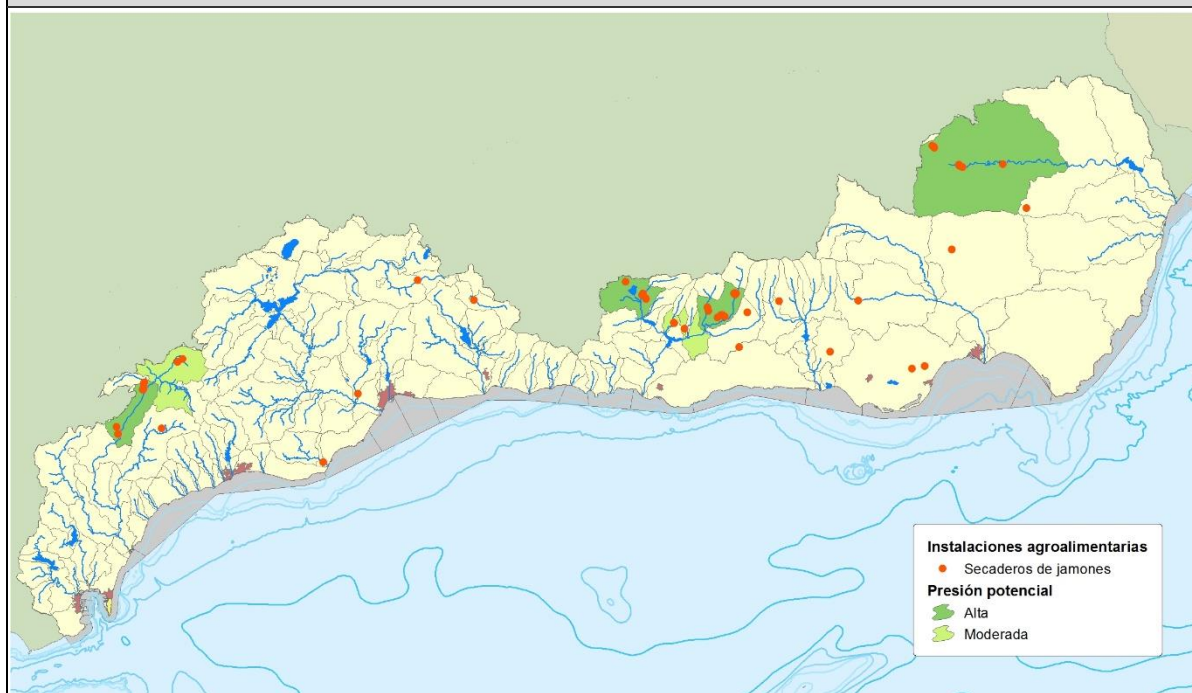 Instalaciones agroalimentarias
Secaderos de jamones
Presión potencial
Alta
Moderada